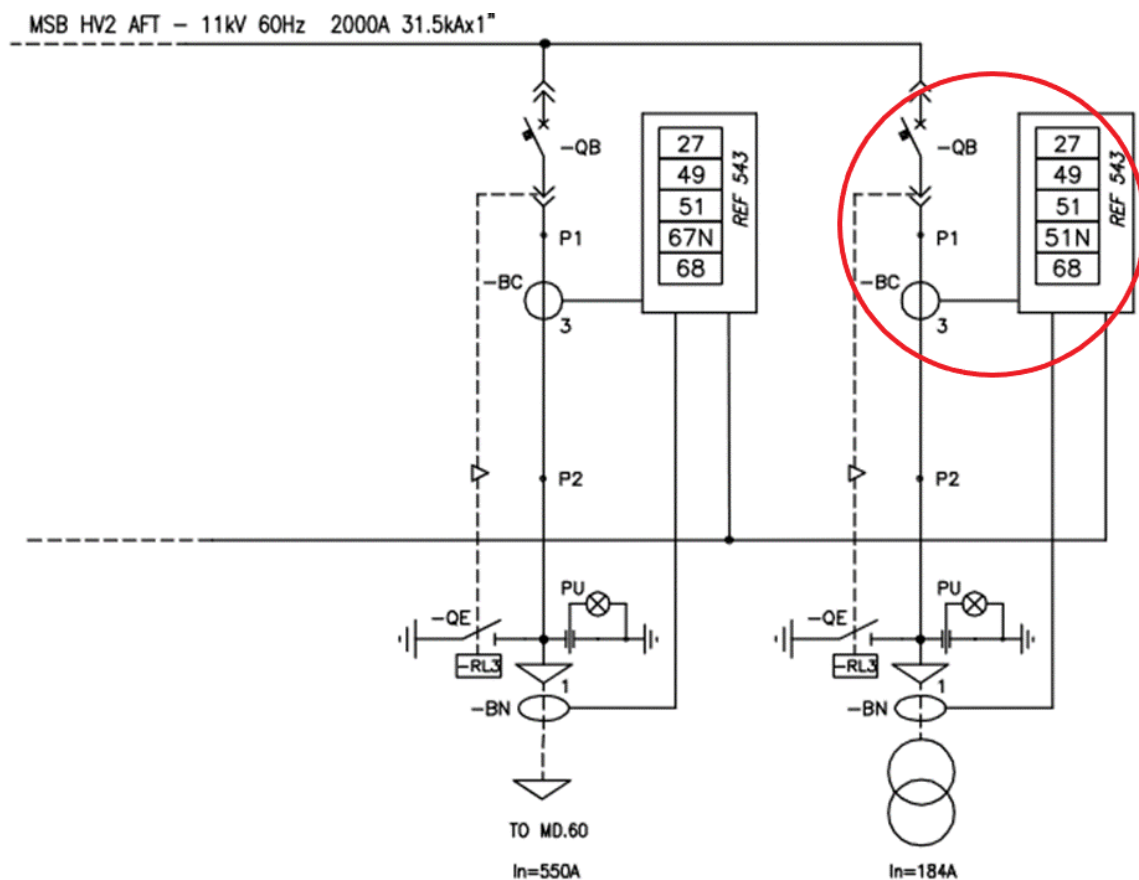 MSB HV2 AFT - 11kV 60Hz 2000A 31.5kAx1"
-QB
27
49
51
67N
68
REF 543
P1
-BC
3
P2
PU
-QE
-RL3
1
-BN
TO MD.60
In=550A
-QB
27
49
51
51N
68
REF 543
P1
-BC
3
P2
PU
-QE
-RL3
1
-BN
In=184A